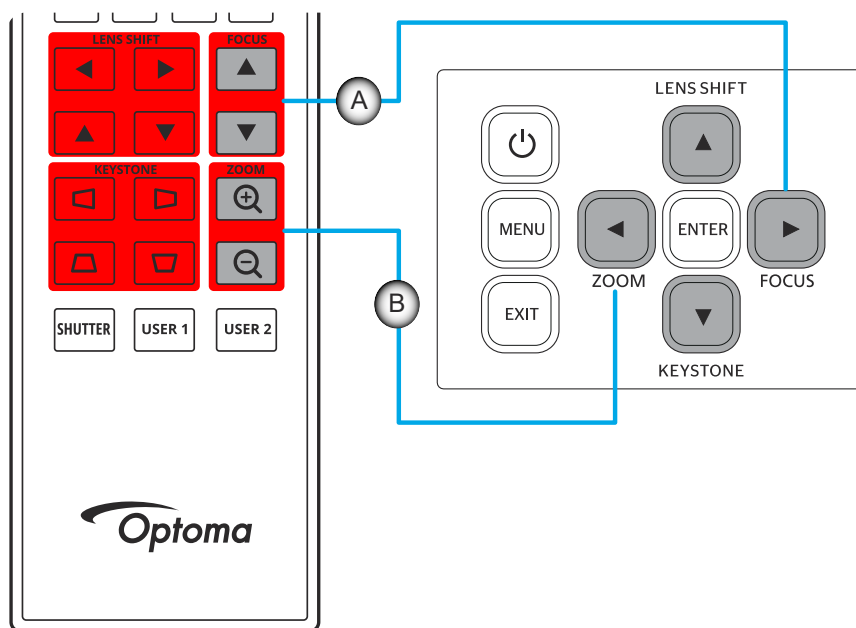 LENS SHIFT
FOCUS
KEYSTONE
ZOOM
SHUTTER
USER 1
USER 2
Optoma
A
B
LENS SHIFT
MENU
ENTER
ZOOM
FOCUS
EXIT
KEYSTONE